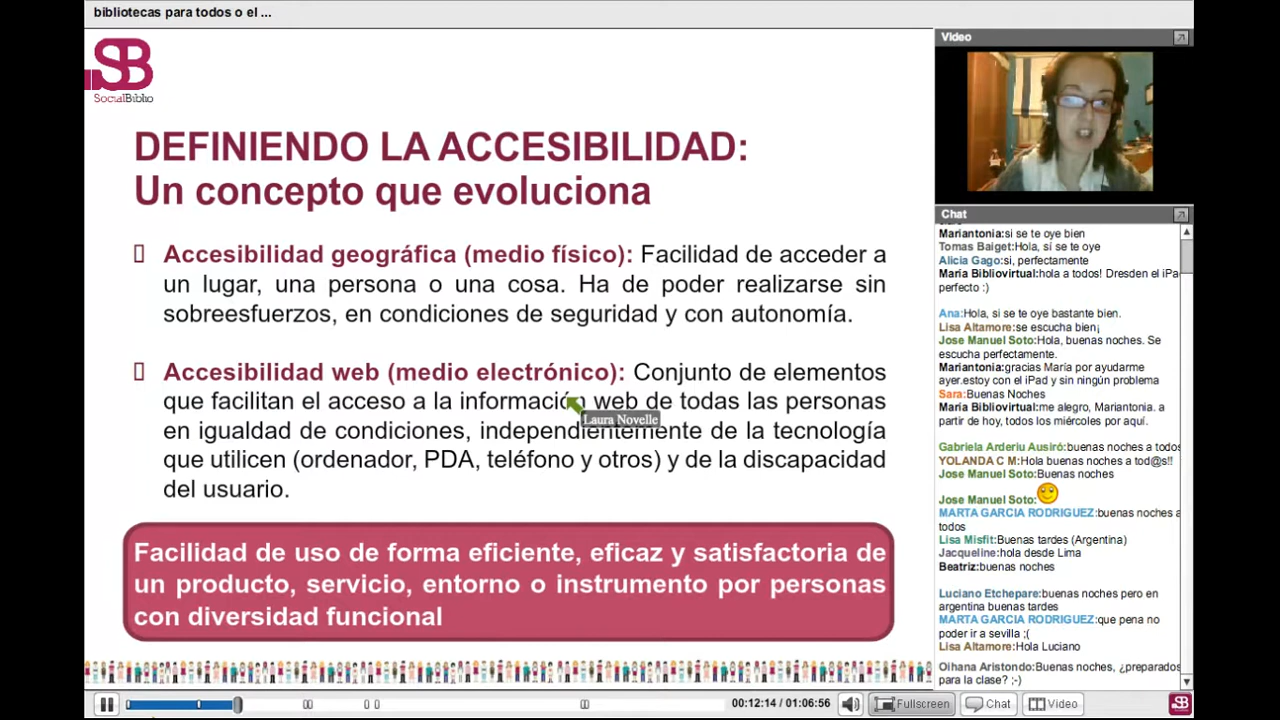 bibliotecas para todos o el ...
SB
SocialBiblio
DEFINIENDO LA ACCESIBILIDAD:
Un concepto que evoluciona
Accesibilidad geográfica (medio físico): Facilidad de acceder a
un lugar, una persona o una cosa. Ha de poder realizarse sin
sobreesfuerzos, en condiciones de seguridad y con autonomía.
Accesibilidad web (medio electrónico): Conjunto de elementos
que facilitan el acceso a la información web de todas las personas
Laura Novelle
en igualdad de condiciones, independientemente de la tecnología
que utilicen (ordenador, PDA, teléfono y otros) y de la discapacidad
del usuario.
Facilidad de uso de forma eficiente, eficaz y satisfactoria de
un producto, servicio, entorno o instrumento por personas
con diversidad funcional
Video
Chat
Mariantonia:si se te oye bien
Tomas Baiget:Hola, sí se te oye
Alicia Gago:si, perfectamente
María Bibliovirtual:hola a todos! Dresden el iPa
perfecto :)
Ana:Hola, si se te oye bastante bien.
Lisa Altamore:se escucha bien¡
Jose Manuel Soto:Hola, buenas noches. Se
escucha perfectamente.
Mariantonia:gracias María por ayudarme
ayer.estoy con el iPad y sin ningún problema
Sara:Buenas Noches
María Bibliovirtual:me alegro, Mariantonia. a
partir de hoy, todos los miércoles por aquí.
Gabriela Arderiu Ausiró:buenas noches a todos
YOLANDA C M:Hola buenas noches a tod@s!!
Jose Manuel Soto:Buenas noches
Jose Manuel Soto:
MARTA GARCIA RODRIGUEZ:buenas noches a
todos
Lisa Misfit:Buenas tardes (Argentina)
Jacqueline:hola desde Lima
Beatriz:buenas noches
Luciano Etchepare:buenas noches pero en
argentina buenas tardes
MARTA GARCIA RODRIGUEZ:que pena no
poder ir a sevilla ;(
Lisa Altamore:Hola Luciano
Oihana Aristondo:Buenas noches, ¿preparados
para la clase? ;-)
00:12:14 / 01:06:56
Fullscreen
Chat
Video
SB